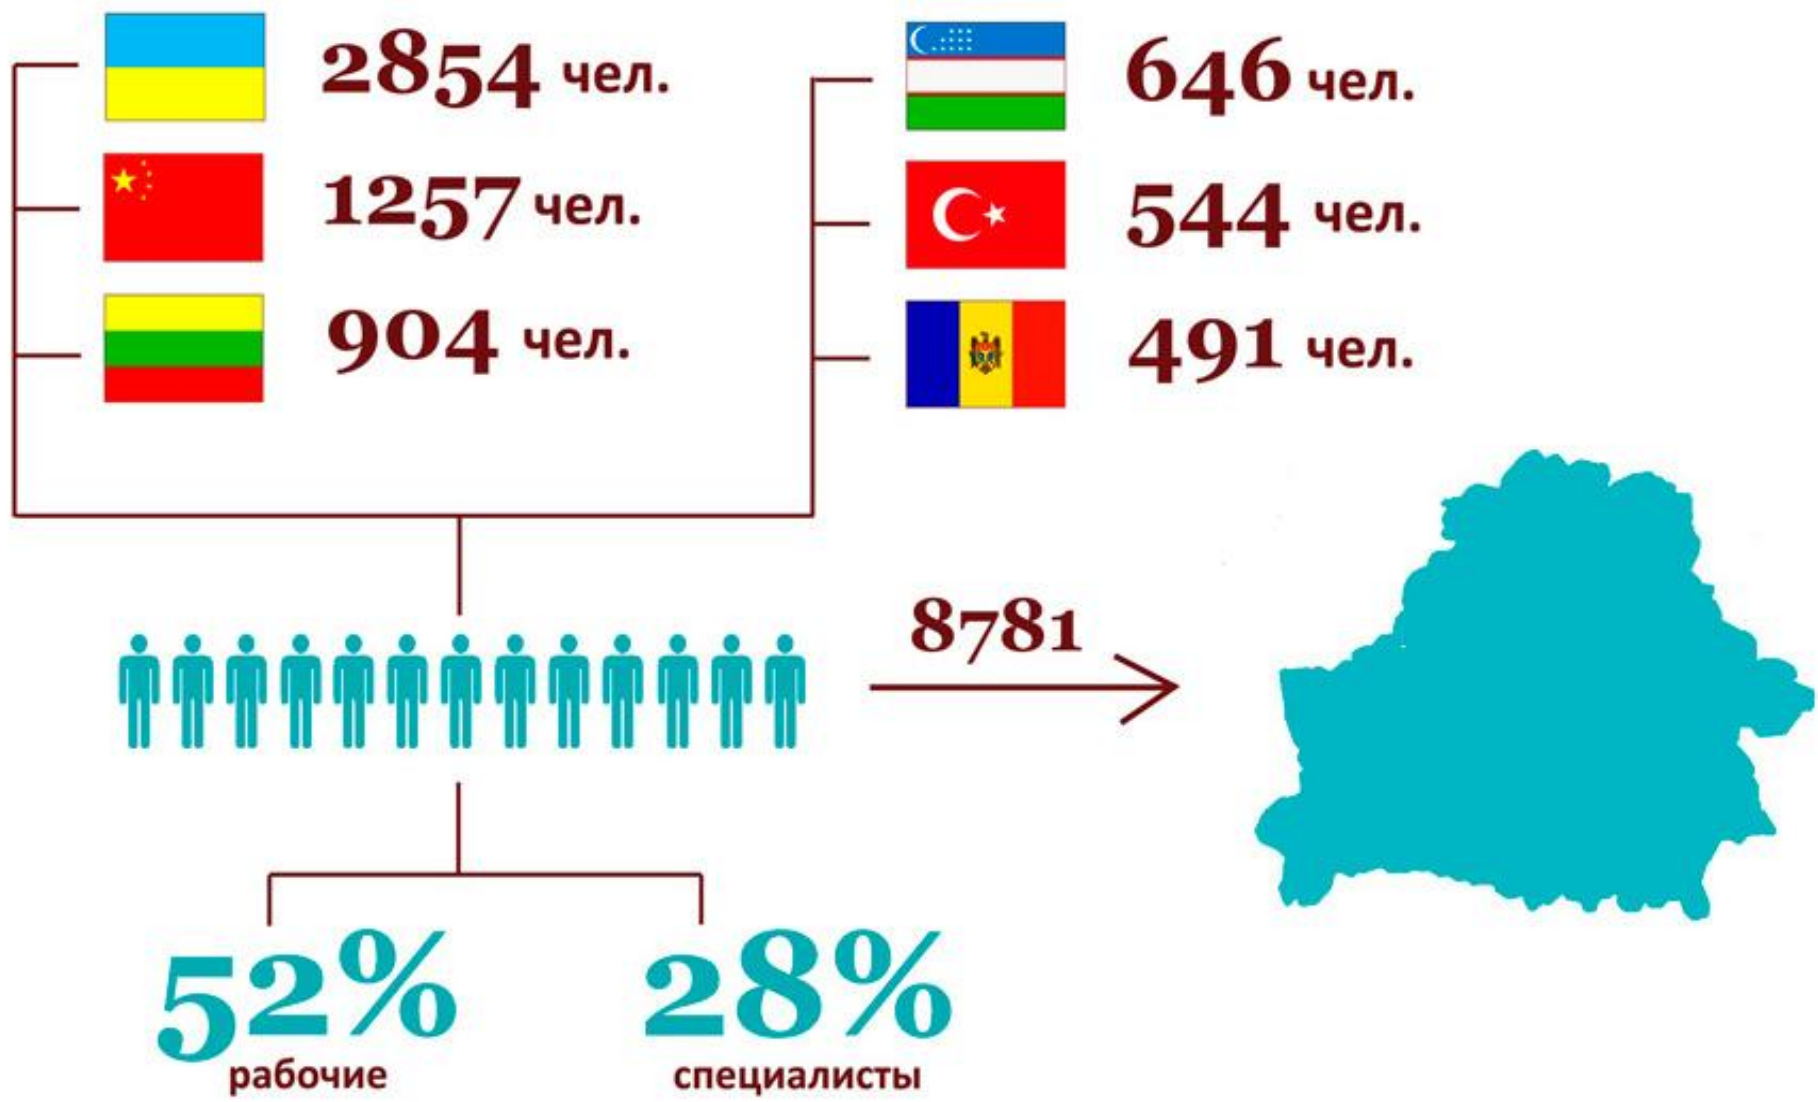 2854 чел.
1257 чел.
904 чел.
646 чел.
544 чел.
491 чел.
8781
52%
рабочие
28%
специалисты